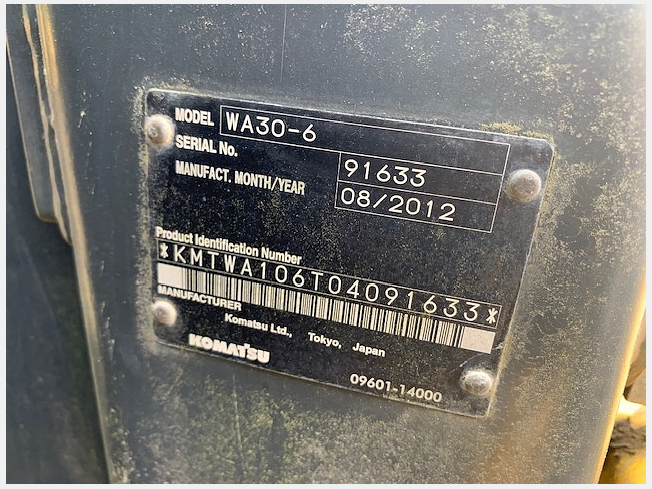 MODEL WA30-6
SERIAL No. 91633
MANUFACT. MONTH/YEAR 08/2012
Product Identification Number
*KMTWA106T04091633*
MANUFACTURER
Komatsu Ltd., Tokyo, Japan
KOMATSU
09601-14000